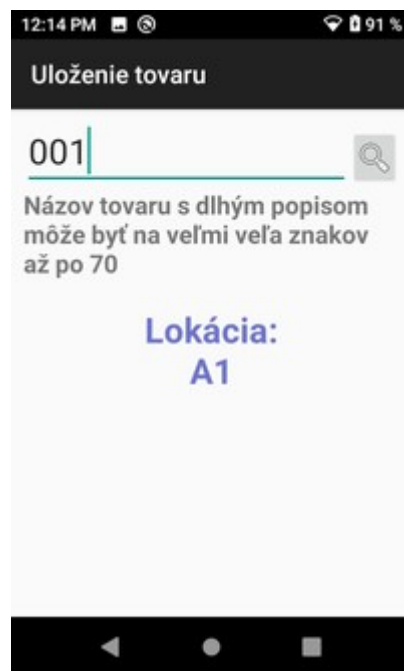 12:14 PM 91 %
Uloženie tovaru
001
Názov tovaru s dlhým popisom
môže byť na veľmi veľa znakov
až po 70
Lokácia:
A1